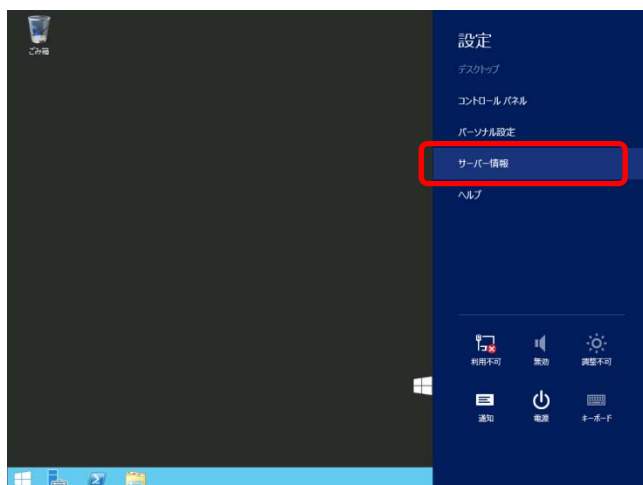 ごみ箱
設定
デスクトップ
コントロール パネル
パーソナル設定
サーバー情報
ヘルプ
利用不可
無効
調整不可
通知
電源
キーボード